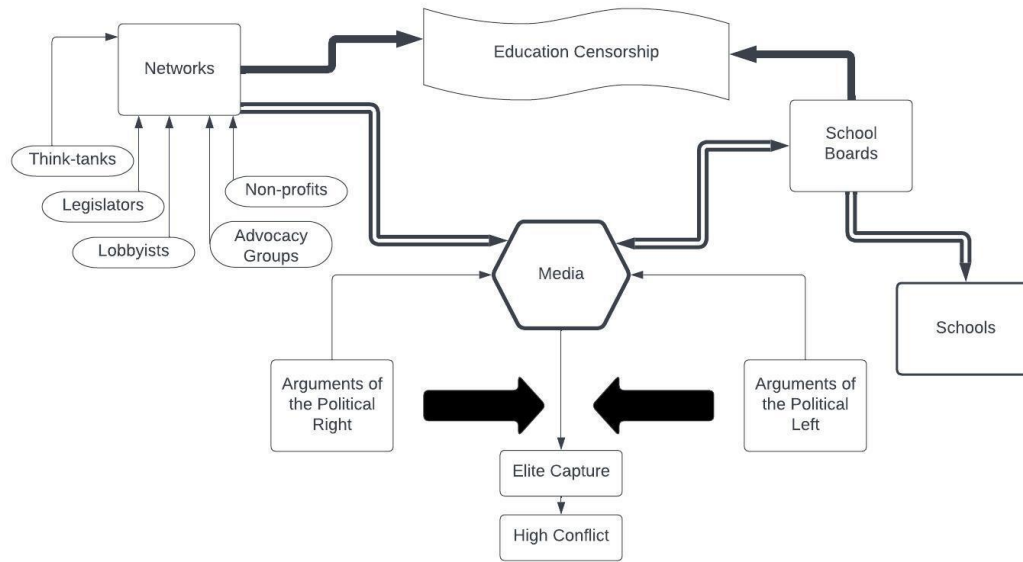 Education Censorship
Networks
School
Boards
Think-tanks
Non-profits
Legislators
Lobbyists
Advocacy
Groups
Media
Schools
Arguments of
the Political
Right
Arguments of
the Political
Left
Elite Capture
High Conflict